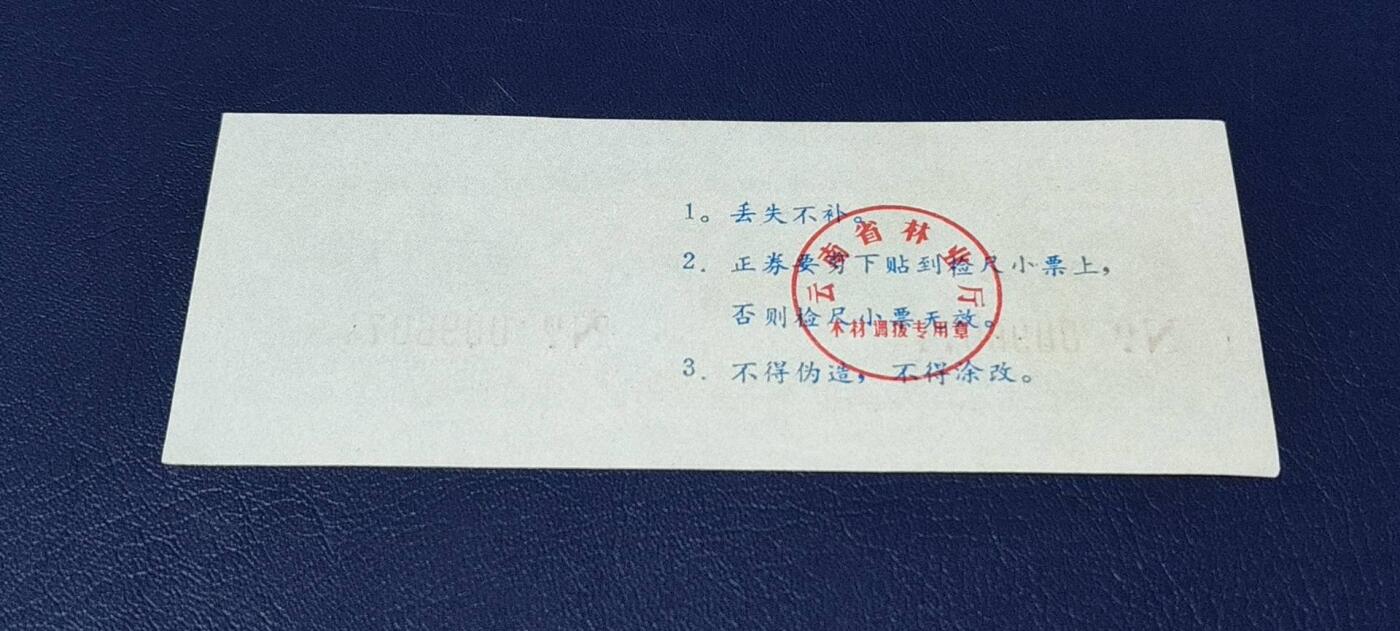 1。丢失不补。
2. 正券要剪下贴到检尺小票上，
否则检尺小票无效。
3. 不得伪造，不得涂改。
云南省林业厅
木材调拨专用章